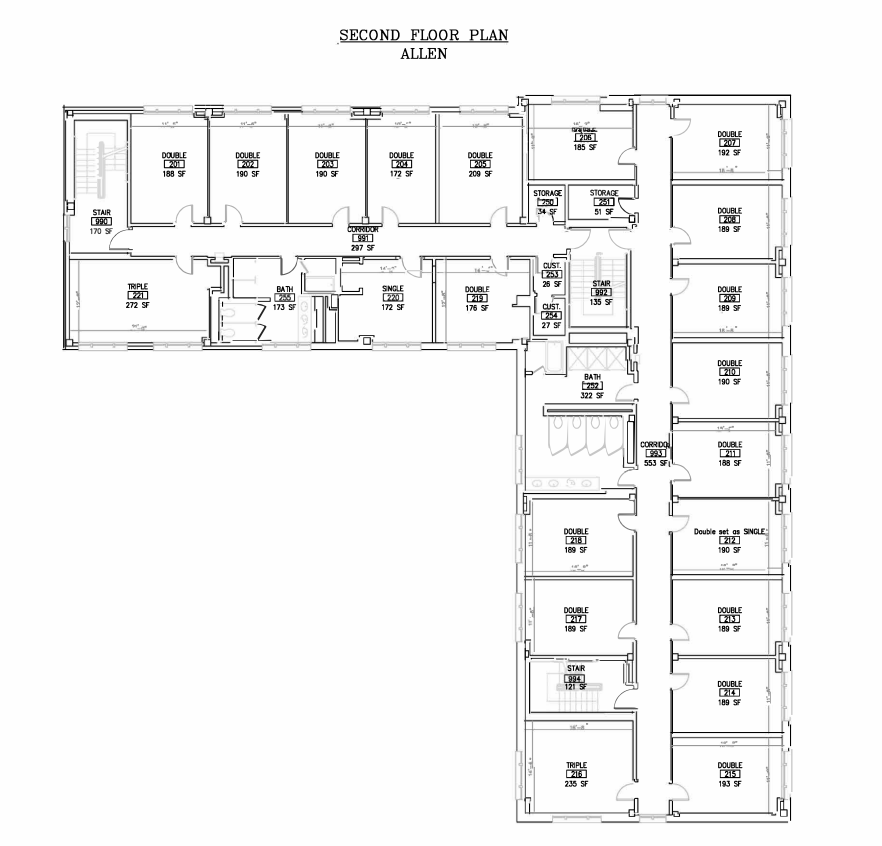 SECOND FLOOR PLAN
ALLEN
DOUBLE
201
188 SF
DOUBLE
202
190 SF
DOUBLE
203
190 SF
DOUBLE
204
172 SF
DOUBLE
205
209 SF
206
185 SF
DOUBLE
207
192 SF
STAIR
990
170 SF
CORRIDOR
991
297 SF
STORAGE
250
34 SF
STORAGE
251
51 SF
DOUBLE
208
189 SF
TRIPLE
221
272 SF
BATH
255
173 SF
SINGLE
220
172 SF
DOUBLE
219
176 SF
CUST.
253
26 SF
CUST.
254
27 SF
STAIR
992
135 SF
DOUBLE
209
189 SF
BATH
252
322 SF
DOUBLE
210
190 SF
CORRIDOR
993
553 SF
DOUBLE
211
188 SF
DOUBLE
218
189 SF
Double set as SINGLE
212
190 SF
DOUBLE
217
189 SF
DOUBLE
213
189 SF
STAIR
994
121 SF
DOUBLE
214
189 SF
TRIPLE
216
235 SF
DOUBLE
215
193 SF